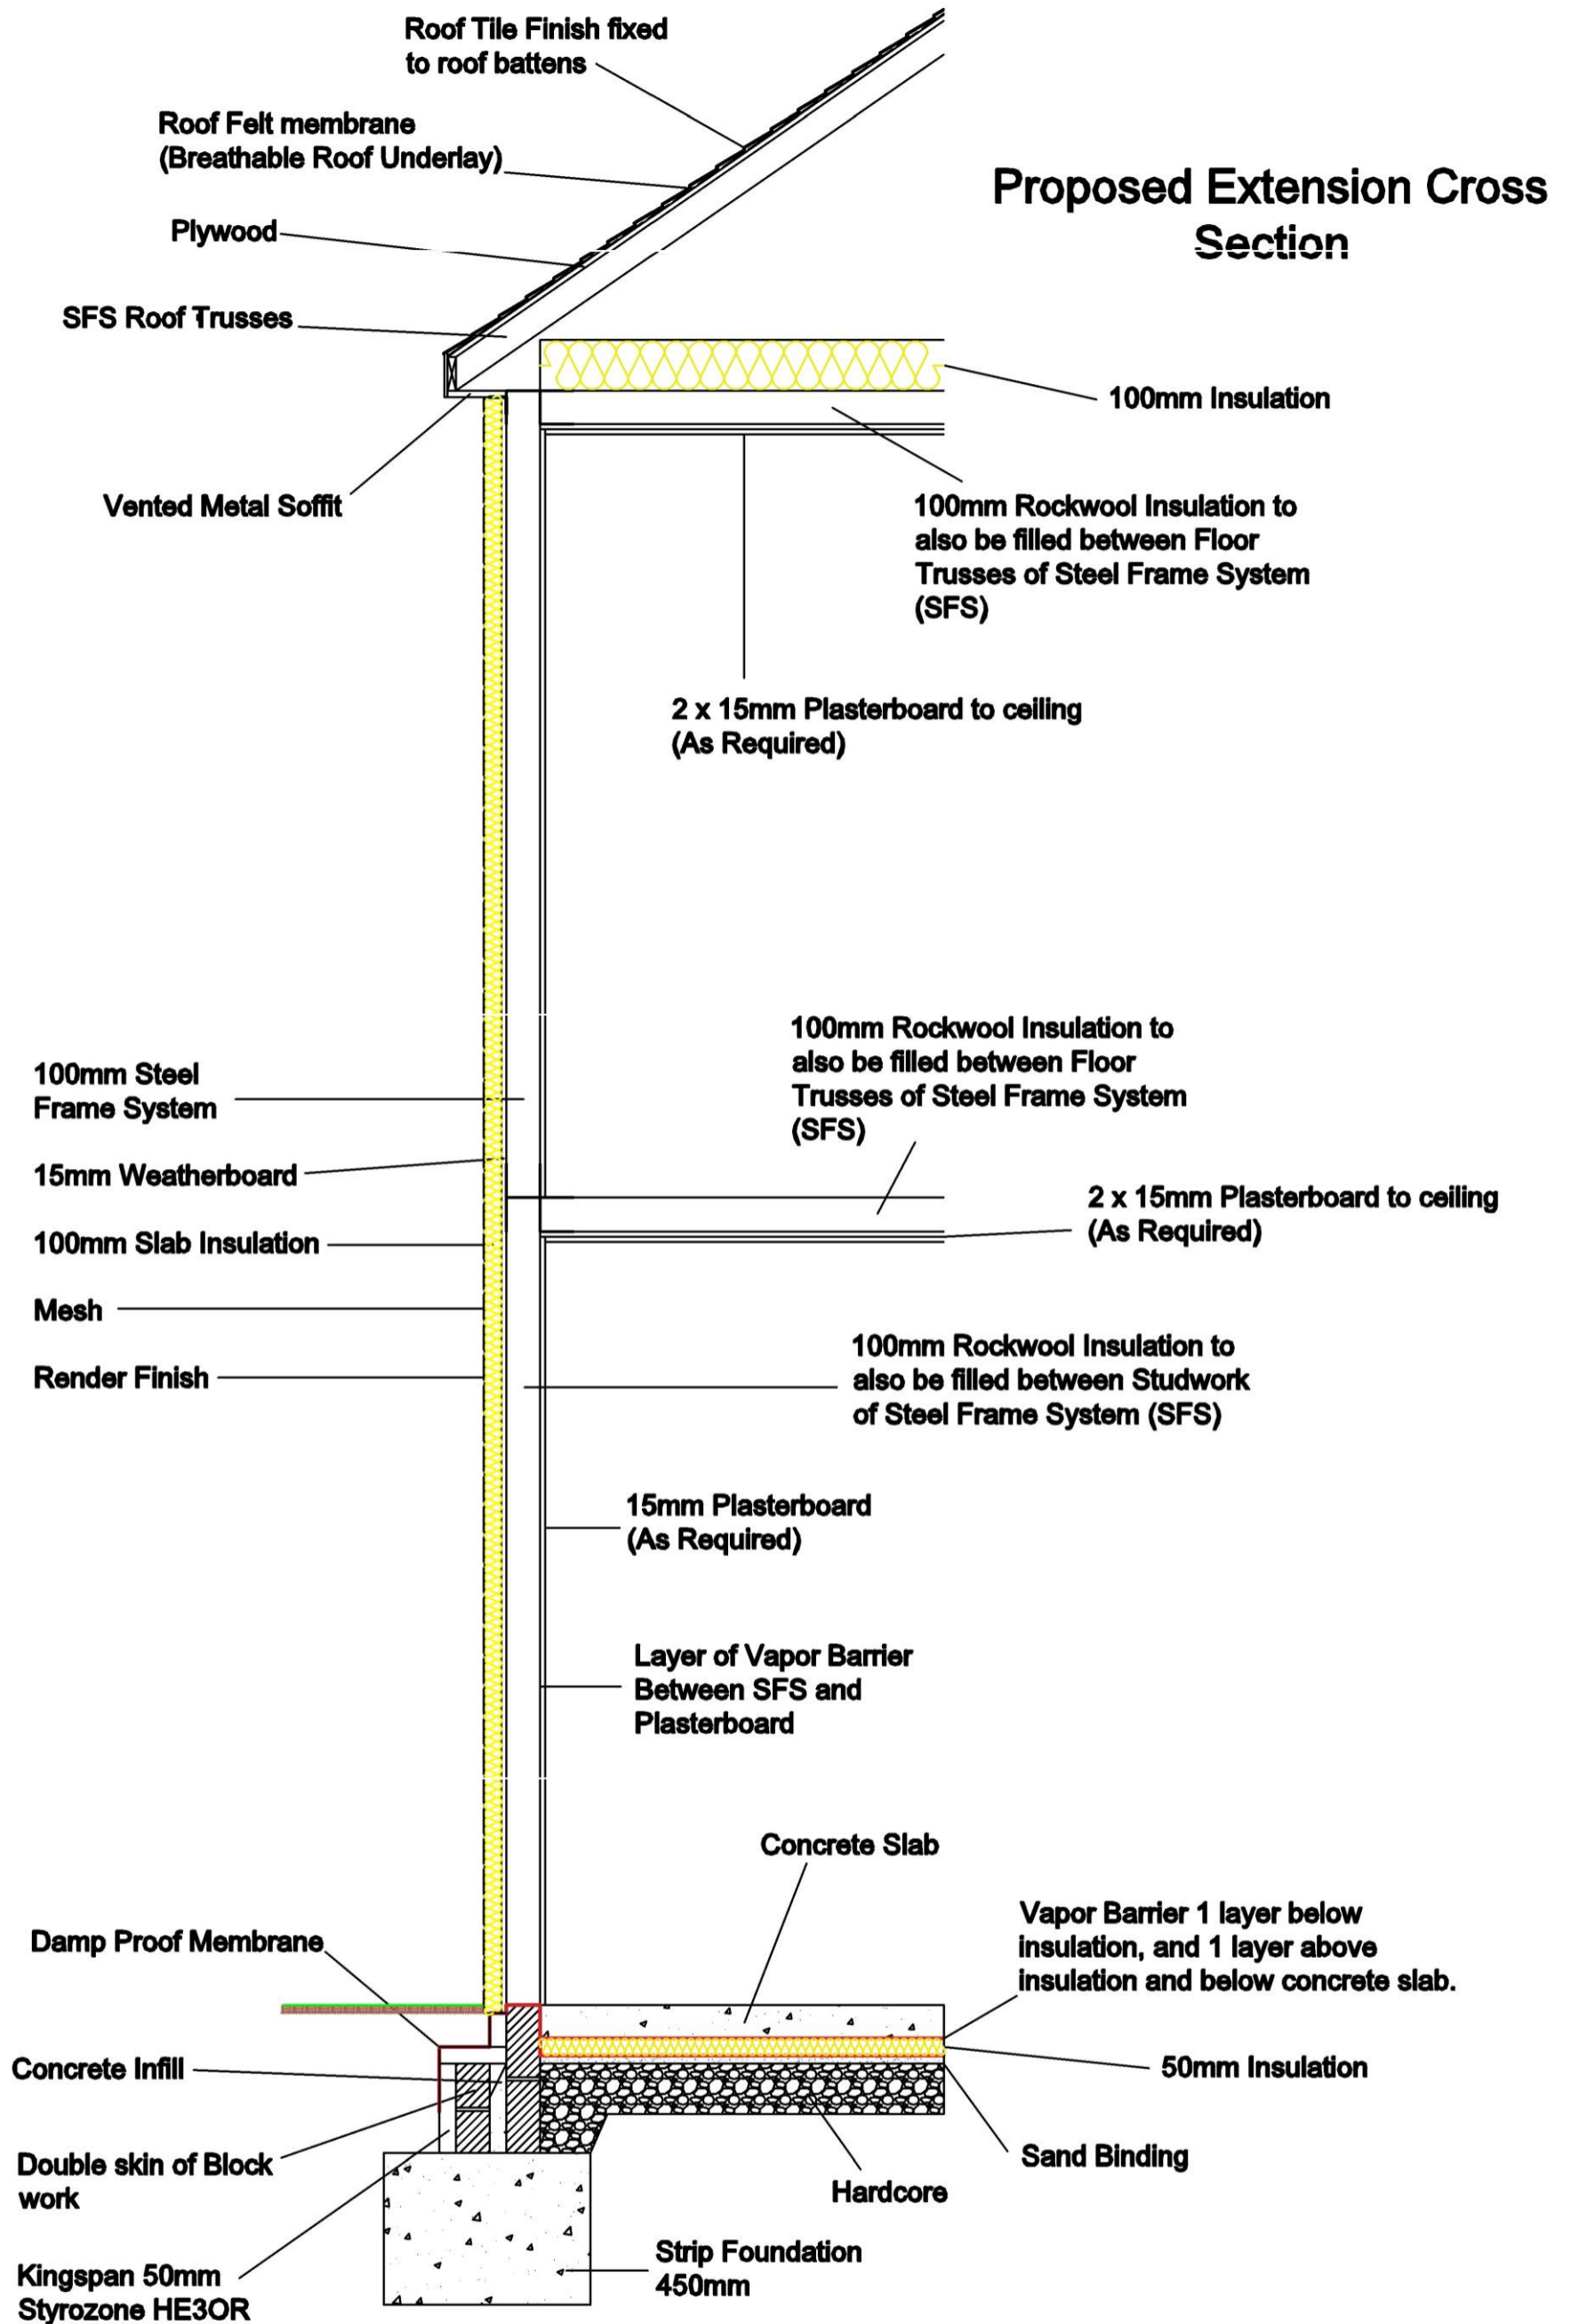 Roof Tile Finish fixed
to roof battens
Roof Felt membrane
(Breathable Roof Underlay)
Proposed Extension Cross
Section
Plywood
SFS Roof Trusses
100mm Insulation
Vented Metal Soffit
100mm Rockwool Insulation to
also be filled between Floor
Trusses of Steel Frame System
(SFS)
2 x 15mm Plasterboard to ceiling
(As Required)
100mm Rockwool Insulation to
also be filled between Floor
Trusses of Steel Frame System
(SFS)
100mm Steel
Frame System
15mm Weatherboard
2 x 15mm Plasterboard to ceiling
(As Required)
100mm Slab Insulation
Mesh
Render Finish
100mm Rockwool Insulation to
also be filled between Studwork
of Steel Frame System (SFS)
15mm Plasterboard
(As Required)
Layer of Vapor Barrier
Between SFS and
Plasterboard
Concrete Slab
Vapor Barrier 1 layer below
insulation, and 1 layer above
insulation and below concrete slab.
Damp Proof Membrane
Concrete Infill
50mm Insulation
Double skin of Block
work
Sand Binding
Hardcore
Kingspan 50mm
Styrozone HE3OR
Strip Foundation
450mm